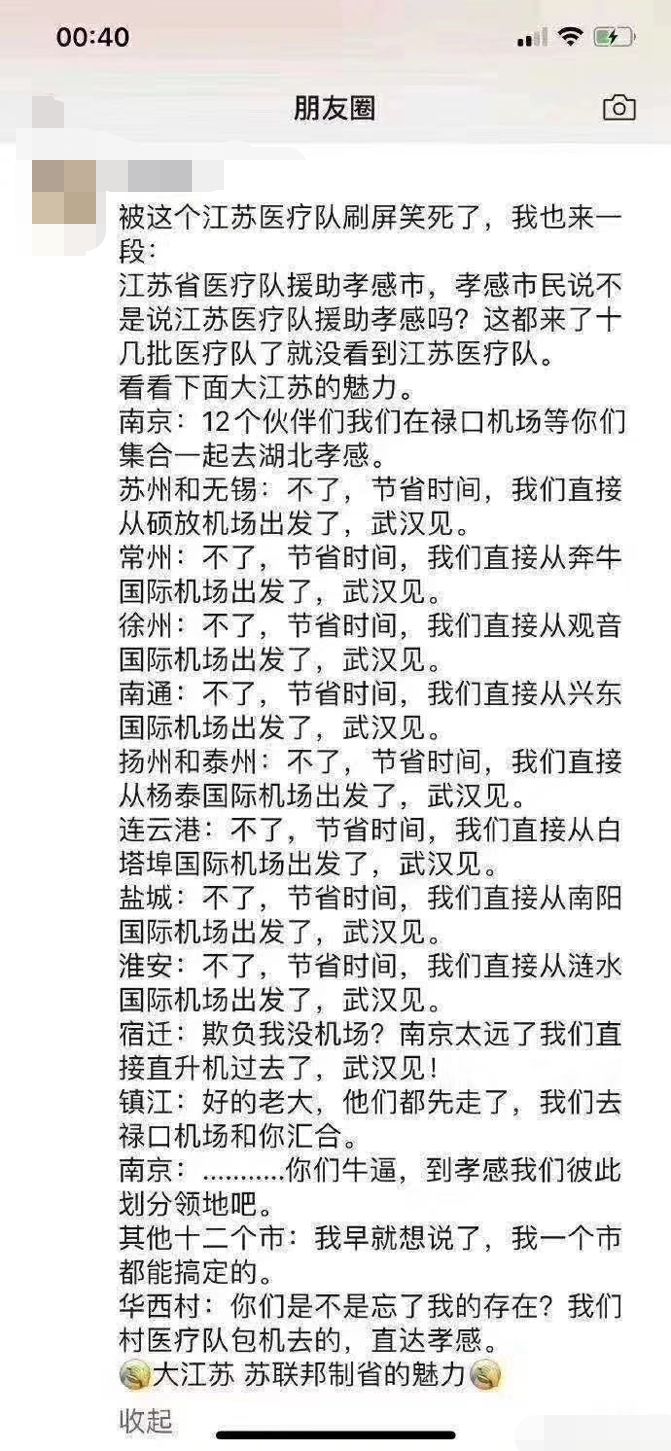 00:40
朋友圈
被这个江苏医疗队刷屏笑死了，我也来一
段：
江苏省医疗队援助孝感市，孝感市民说不
是说江苏医疗队援助孝感吗？这都来了十
几批医疗队了就没看到江苏医疗队。
看看下面大江苏的魅力。
南京：12个伙伴们我们在禄口机场等你们
集合一起去湖北孝感。
苏州和无锡：不了，节省时间，我们直接
从硕放机场出发了，武汉见。
常州：不了，节省时间，我们直接从奔牛
国际机场出发了，武汉见。
徐州：不了，节省时间，我们直接从观音
国际机场出发了，武汉见。
南通：不了，节省时间，我们直接从兴东
国际机场出发了，武汉见。
扬州和泰州：不了，节省时间，我们直接
从杨泰国际机场出发了，武汉见。
连云港：不了，节省时间，我们直接从白
塔埠国际机场出发了，武汉见。
盐城：不了，节省时间，我们直接从南阳
国际机场出发了，武汉见。
淮安：不了，节省时间，我们直接从涟水
国际机场出发了，武汉见。
宿迁：欺负我没机场？南京太远了我们直
接直升机过去了，武汉见！
镇江：好的老大，他们都先走了，我们去
禄口机场和你汇合。
南京：...........你们牛逼，到孝感我们彼此
划分领地吧。
其他十二个市：我早就想说了，我一个市
都能搞定的。
华西村：你们是不是忘了我的存在？我们
村医疗队包机去的，直达孝感。
大江苏 苏联邦制省的魅力
收起